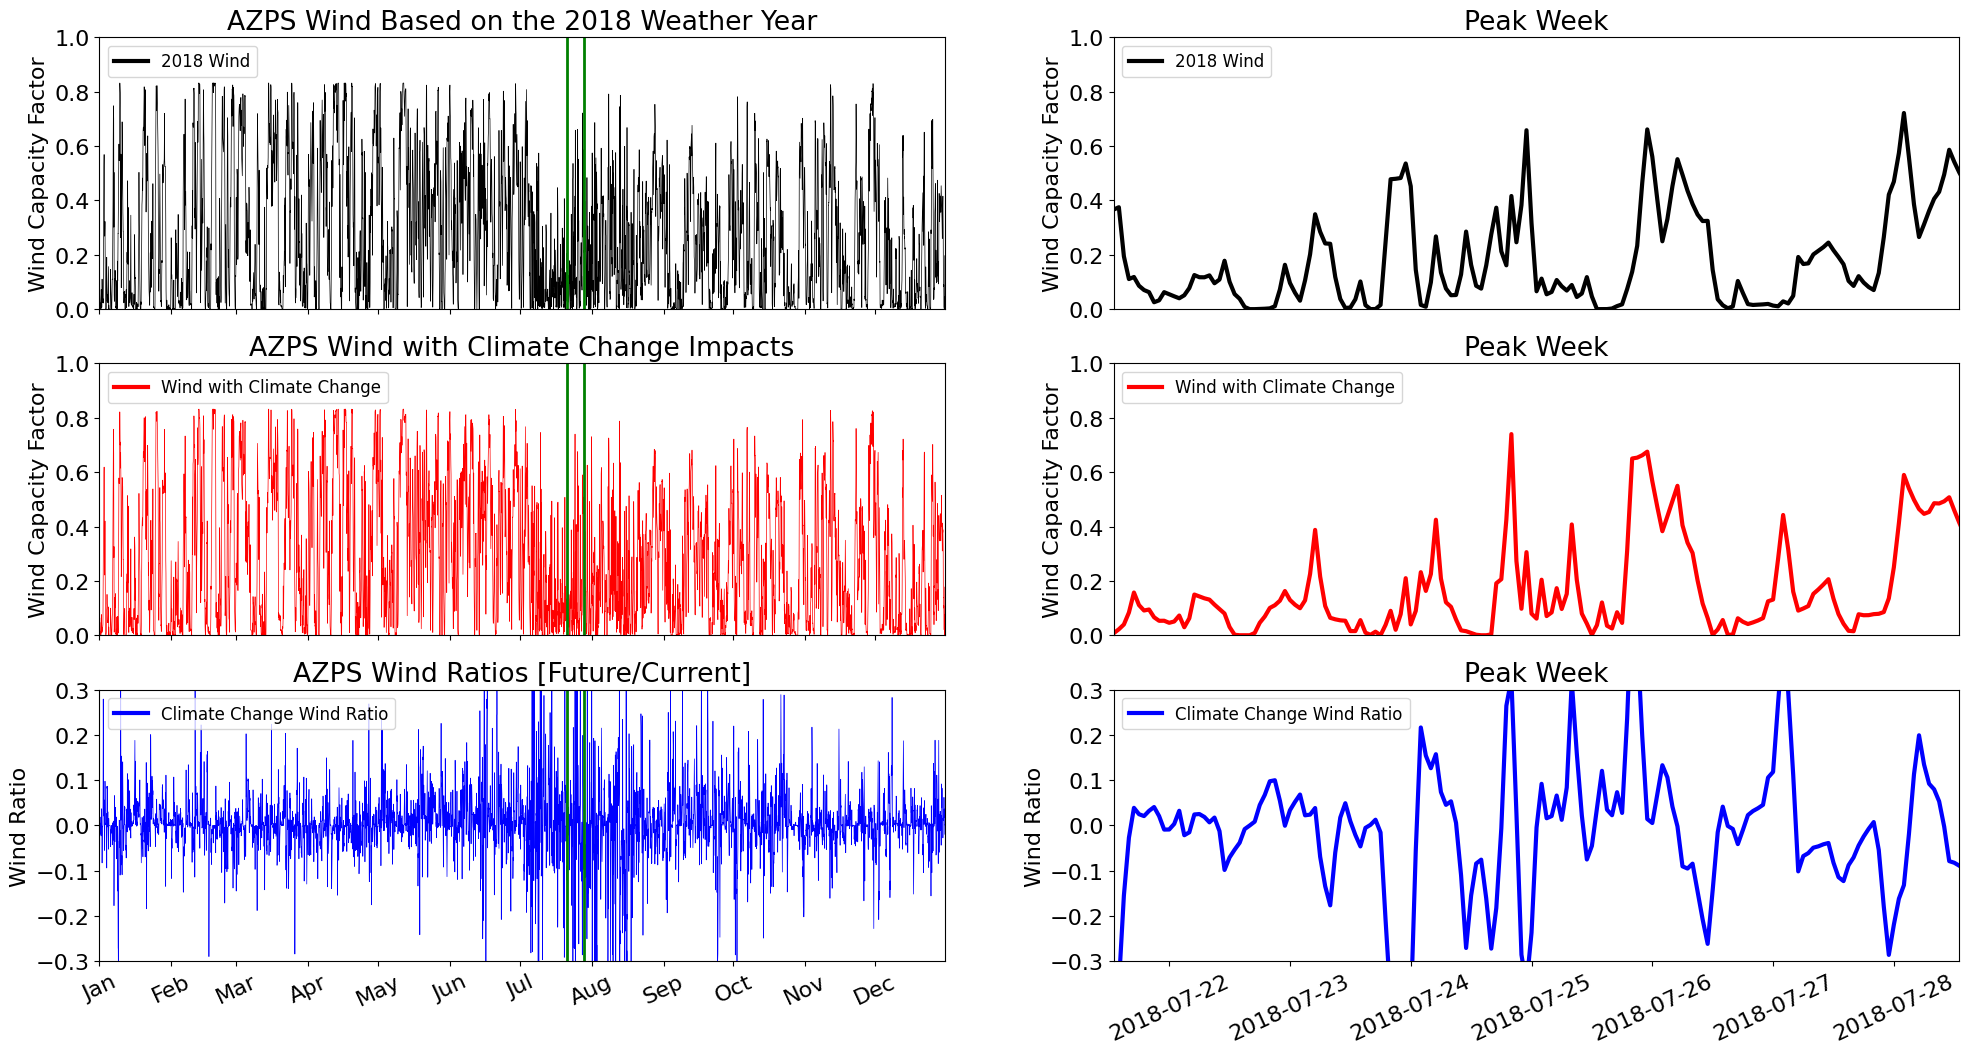 AZPS Wind Based on the 2018 Weather Year
Wind Capacity Factor
1.0
0.8
0.6
0.4
0.2
0.0
2018 Wind
Peak Week
Wind Capacity Factor
1.0
0.8
0.6
0.4
0.2
0.0
2018 Wind
AZPS Wind with Climate Change Impacts
Wind Capacity Factor
1.0
0.8
0.6
0.4
0.2
0.0
Wind with Climate Change
Peak Week
Wind Capacity Factor
1.0
0.8
0.6
0.4
0.2
0.0
Wind with Climate Change
AZPS Wind Ratios [Future/Current]
Wind Ratio
0.3
0.2
0.1
0.0
−0.1
−0.2
−0.3
Climate Change Wind Ratio
Jan
Feb
Mar
Apr
May
Jun
Jul
Aug
Sep
Oct
Nov
Dec
Peak Week
Wind Ratio
0.3
0.2
0.1
0.0
−0.1
−0.2
−0.3
Climate Change Wind Ratio
2018-07-22
2018-07-23
2018-07-24
2018-07-25
2018-07-26
2018-07-27
2018-07-28